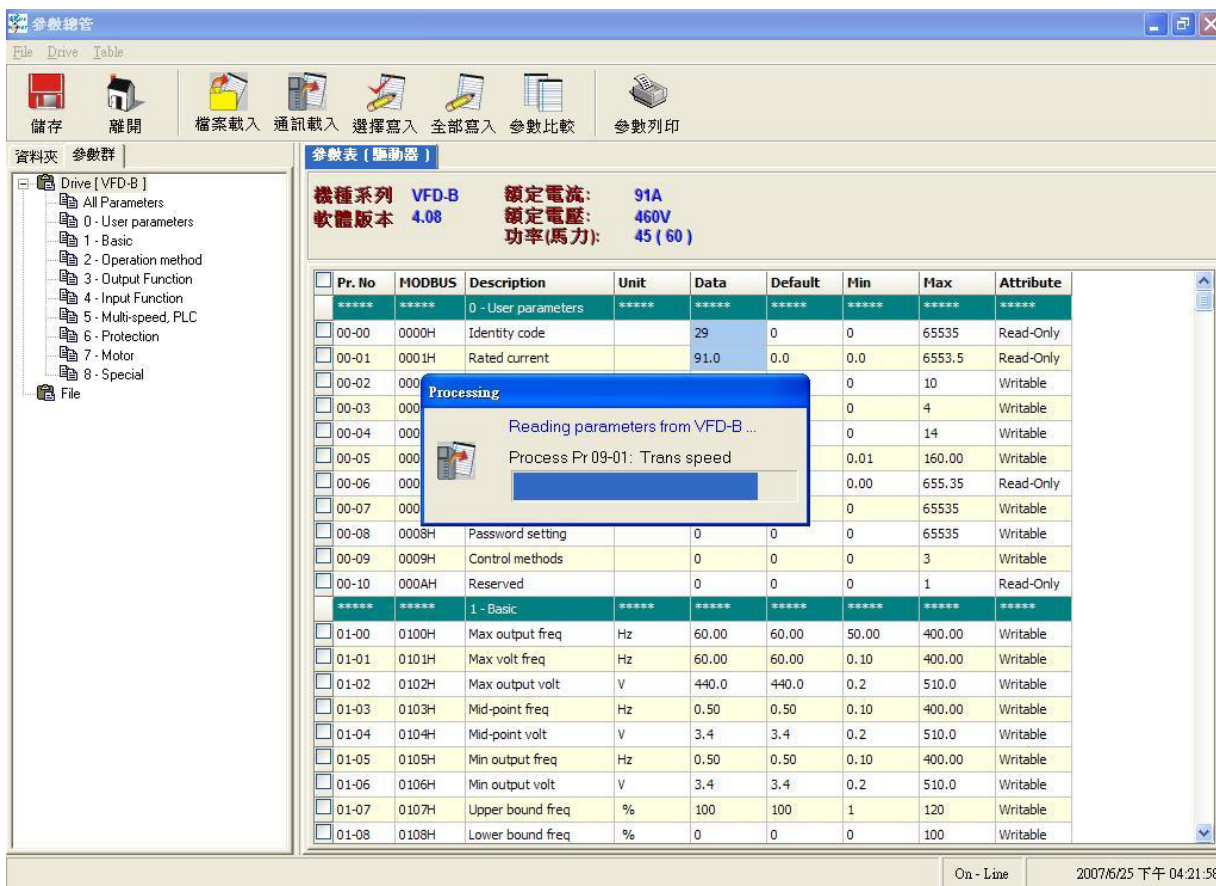 參數總管
File Drive Table
儲存 離開 檔案載入 通訊載入 選擇寫入 全部寫入 參數比較 參數列印
資料夾 參數群
Drive [ VFD-B ]
All Parameters
0 - User parameters
1 - Basic
2 - Operation method
3 - Output Function
4 - Input Function
5 - Multi-speed, PLC
6 - Protection
7 - Motor
8 - Special
File
參數表 [ 驅動器 ]
機種系列 VFD-B 額定電流: 91A
軟體版本 4.08 額定電壓: 460V
功率(馬力): 45 ( 60 )
Pr. No MODBUS Description Unit Data Default Min Max Attribute
***** ***** 0 - User parameters ***** ***** ***** ***** ***** *****
00-00 0000H Identity code 29 0 0 65535 Read-Only
00-01 0001H Rated current 91.0 0.0 0.0 6553.5 Read-Only
00-02 000 0 10 Writable
00-03 000 0 4 Writable
00-04 000 0 14 Writable
00-05 000 0.01 160.00 Writable
00-06 000 0.00 655.35 Read-Only
00-07 000 0 65535 Writable
Processing
Reading parameters from VFD-B ...
Process Pr 09-01: Trans speed
00-08 0008H Password setting 0 0 0 65535 Writable
00-09 0009H Control methods 0 0 0 3 Writable
00-10 000AH Reserved 0 0 0 1 Read-Only
***** ***** 1 - Basic ***** ***** ***** ***** ***** *****
01-00 0100H Max output freq Hz 60.00 60.00 50.00 400.00 Writable
01-01 0101H Max volt freq Hz 60.00 60.00 0.10 400.00 Writable
01-02 0102H Max output volt V 440.0 440.0 0.2 510.0 Writable
01-03 0103H Mid-point freq Hz 0.50 0.50 0.10 400.00 Writable
01-04 0104H Mid-point volt V 3.4 3.4 0.2 510.0 Writable
01-05 0105H Min output freq Hz 0.50 0.50 0.10 400.00 Writable
01-06 0106H Min output volt V 3.4 3.4 0.2 510.0 Writable
01-07 0107H Upper bound freq % 100 100 1 120 Writable
01-08 0108H Lower bound freq % 0 0 0 100 Writable
On - Line 2007/6/25 下午 04:21:58